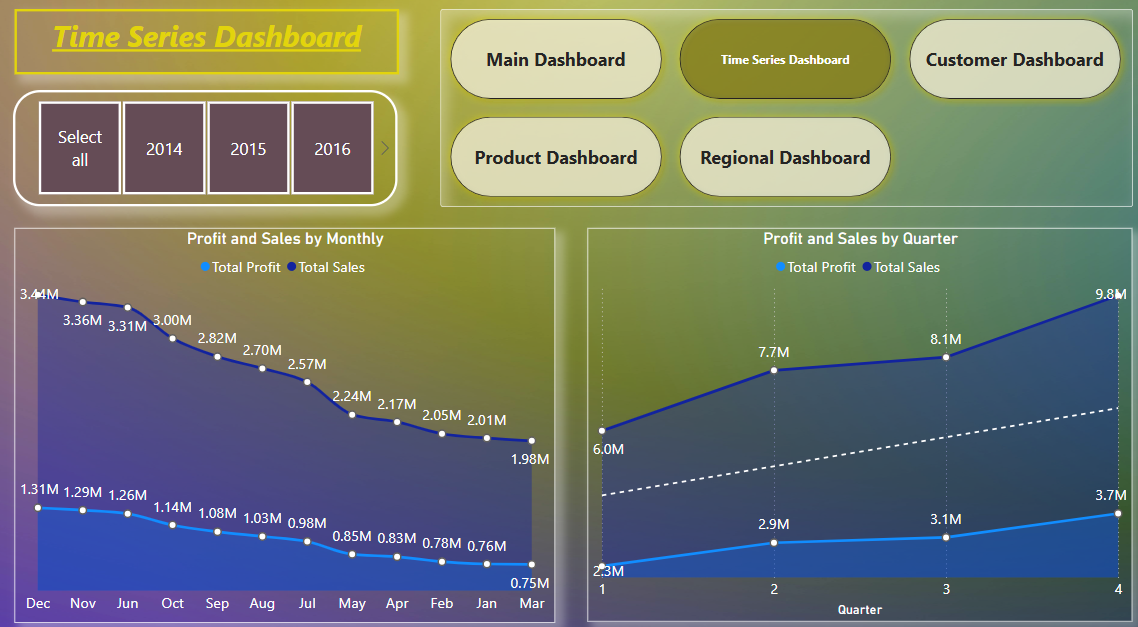 Time Series Dashboard
Main Dashboard
Time Series Dashboard
Customer Dashboard
Select
all
2014
2015
2016
Product Dashboard
Regional Dashboard
Profit and Sales by Monthly
Total Profit Total Sales
3.44M
3.36M
3.31M
3.00M
2.82M
2.70M
2.57M
2.24M
2.17M
2.05M
2.01M
1.98M
1.31M
1.29M
1.26M
1.14M
1.08M
1.03M
0.98M
0.85M
0.83M
0.78M
0.76M
0.75M
Dec Nov Jun Oct Sep Aug Jul May Apr Feb Jan Mar
Profit and Sales by Quarter
Total Profit Total Sales
6.0M
7.7M
8.1M
9.8M
2.3M
2.9M
3.1M
3.7M
1 2 3 4
Quarter